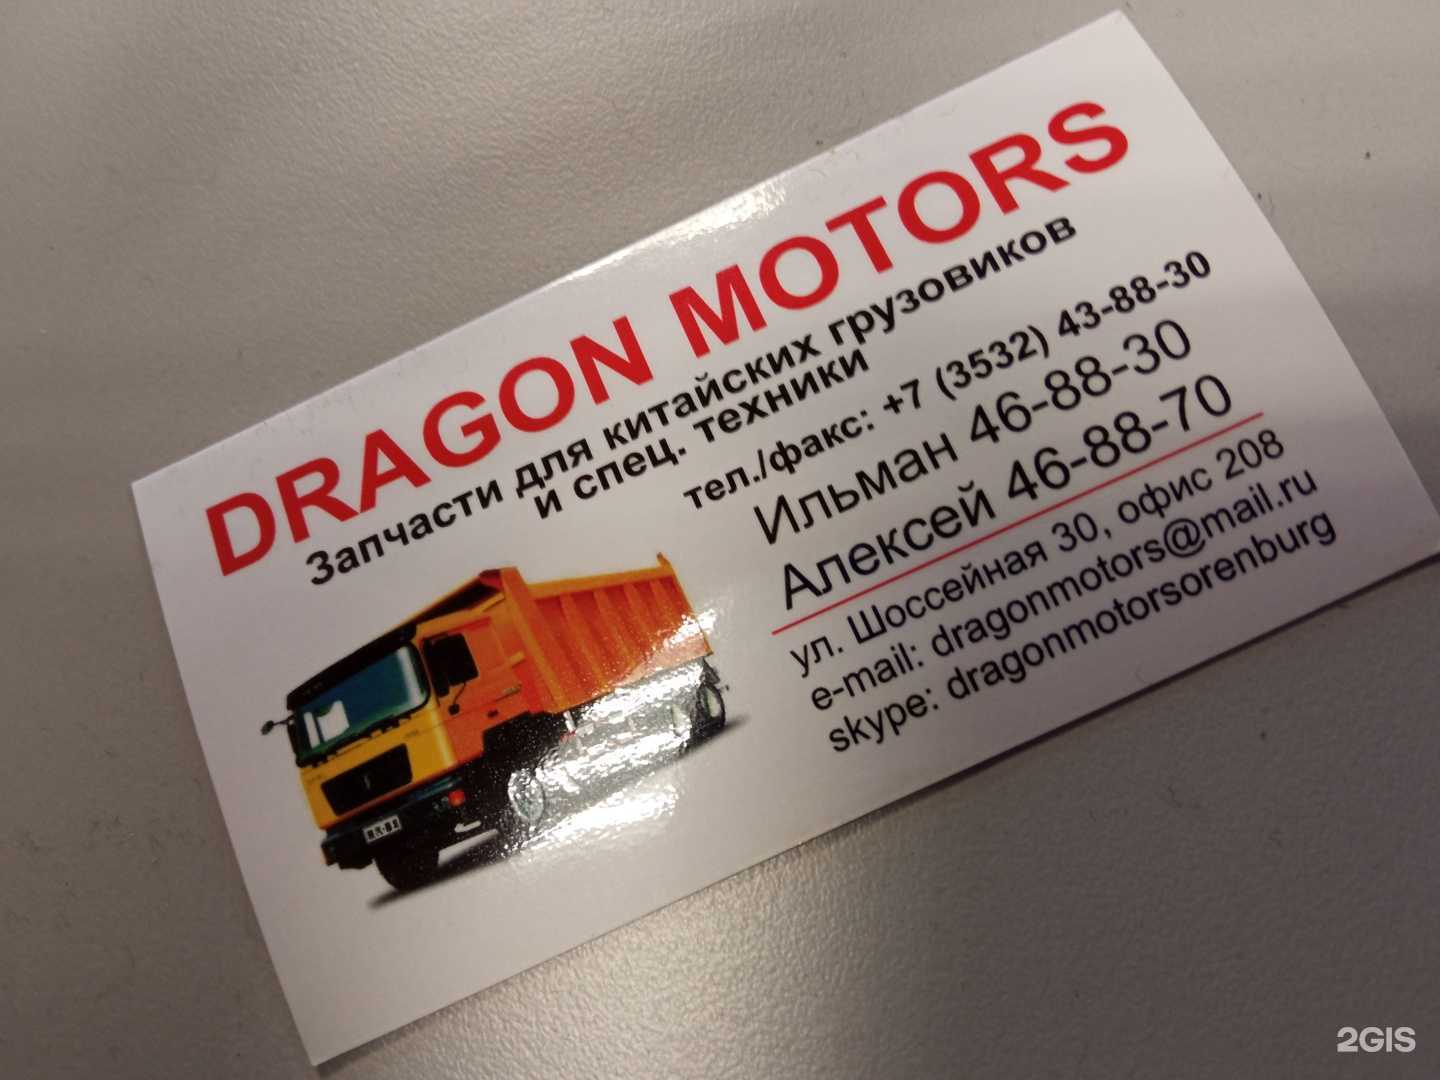 DRAGON MOTORS
Запчасти для китайских грузовиков
и спец. техники
тел./факс: +7 (3532) 43-88-30
Ильман 46-88-30
Алексей 46-88-70
ул. Шоссейная 30, офис 208
e-mail: dragonmotors@mail.ru
skype: dragonmotorsorenburg
2GIS